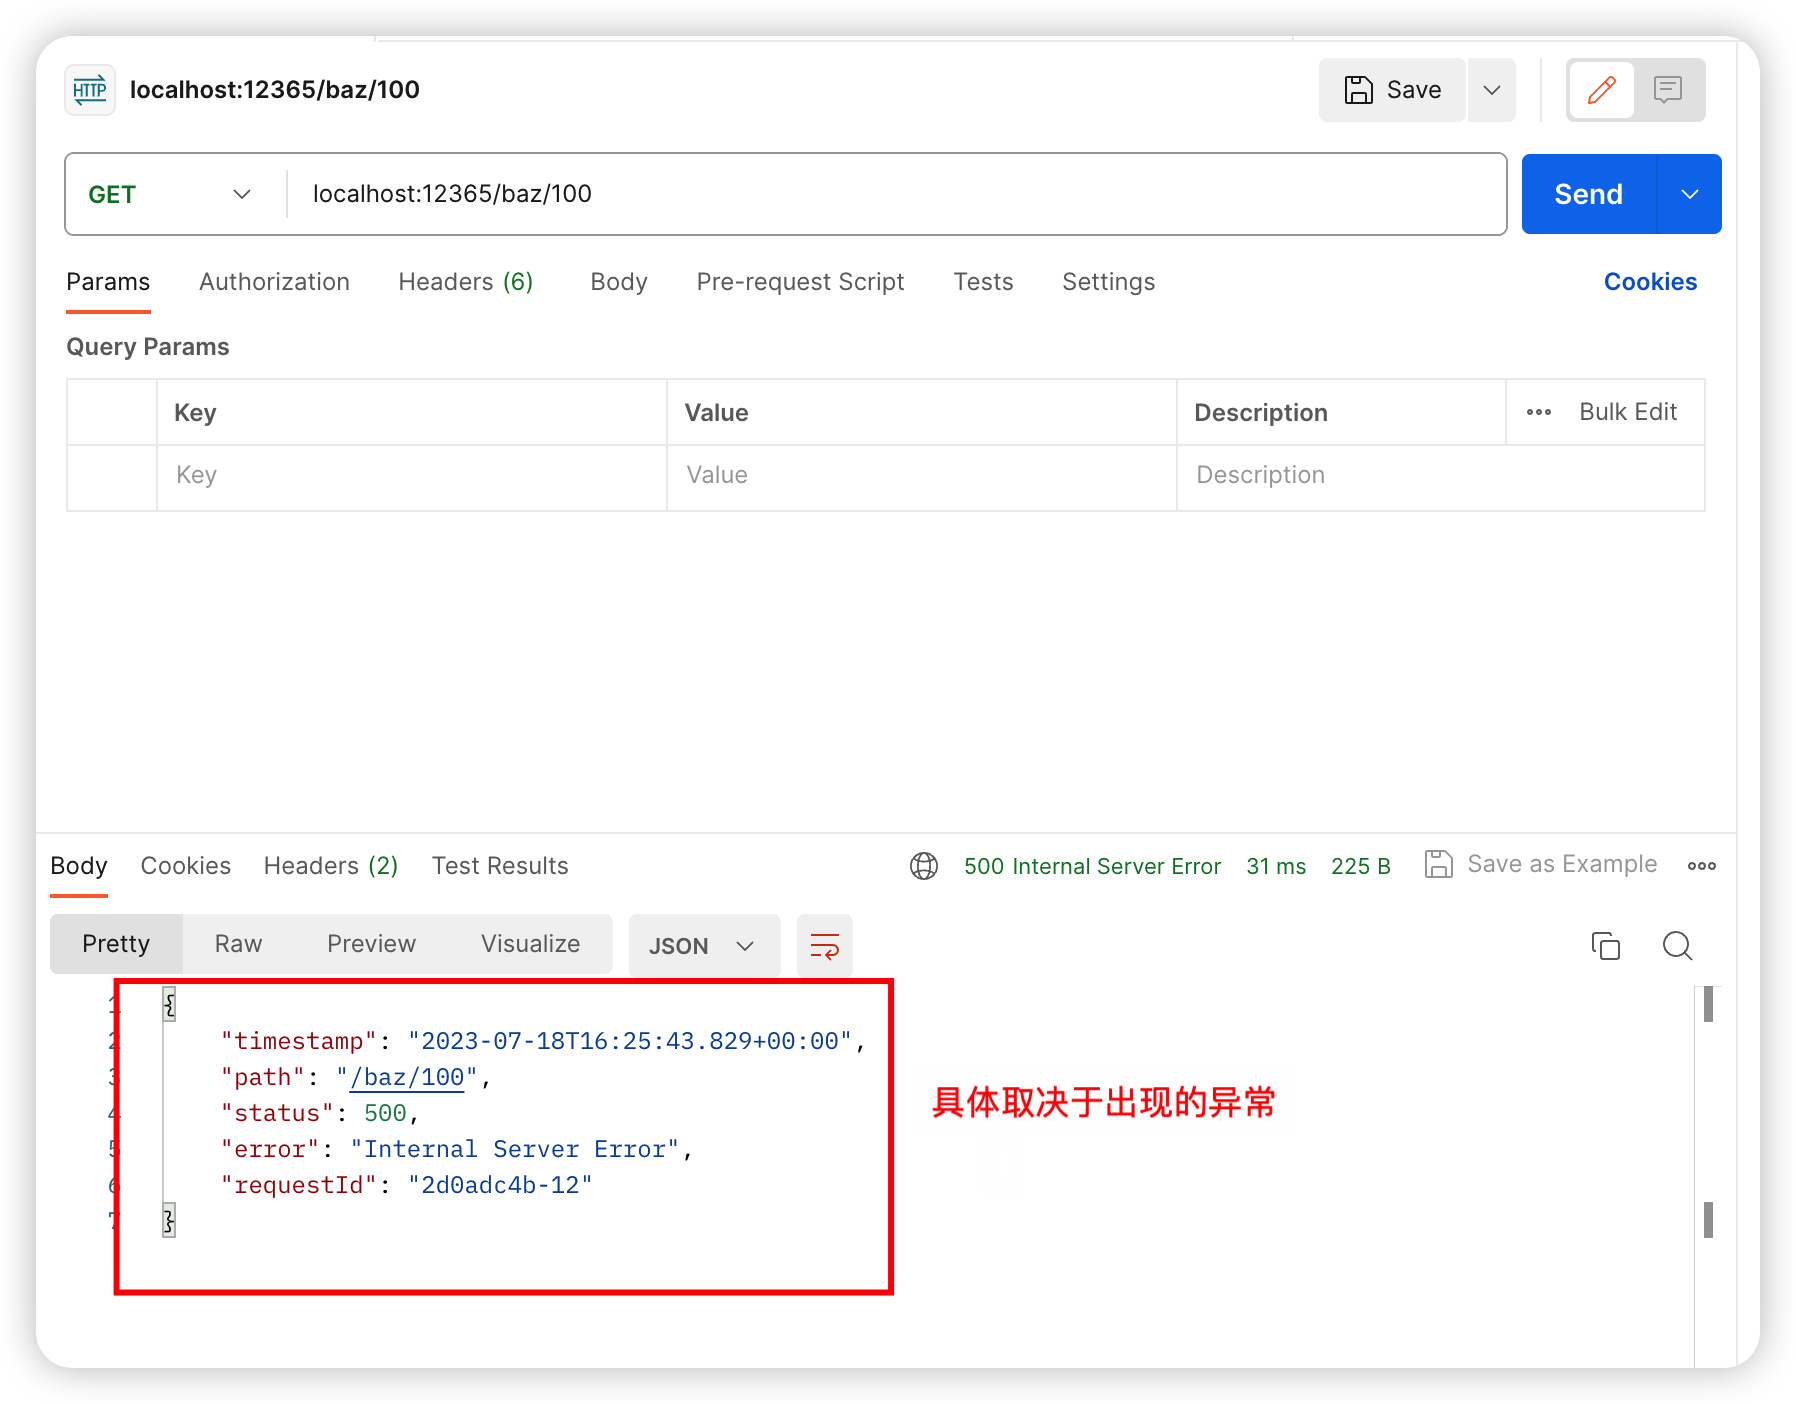 HTTP localhost:12365/baz/100 Save
GET localhost:12365/baz/100 Send
Params Authorization Headers (6) Body Pre-request Script Tests Settings Cookies
Query Params
Key Value Description Bulk Edit
Key Value Description
Body Cookies Headers (2) Test Results 500 Internal Server Error 31 ms 225 B Save as Example
Pretty Raw Preview Visualize JSON
1 {
2 "timestamp": "2023-07-18T16:25:43.829+00:00",
3 "path": "/baz/100",
具体取决于出现的异常
4 "status": 500,
5 "error": "Internal Server Error",
6 "requestId": "2d0adc4b-12"
7 }